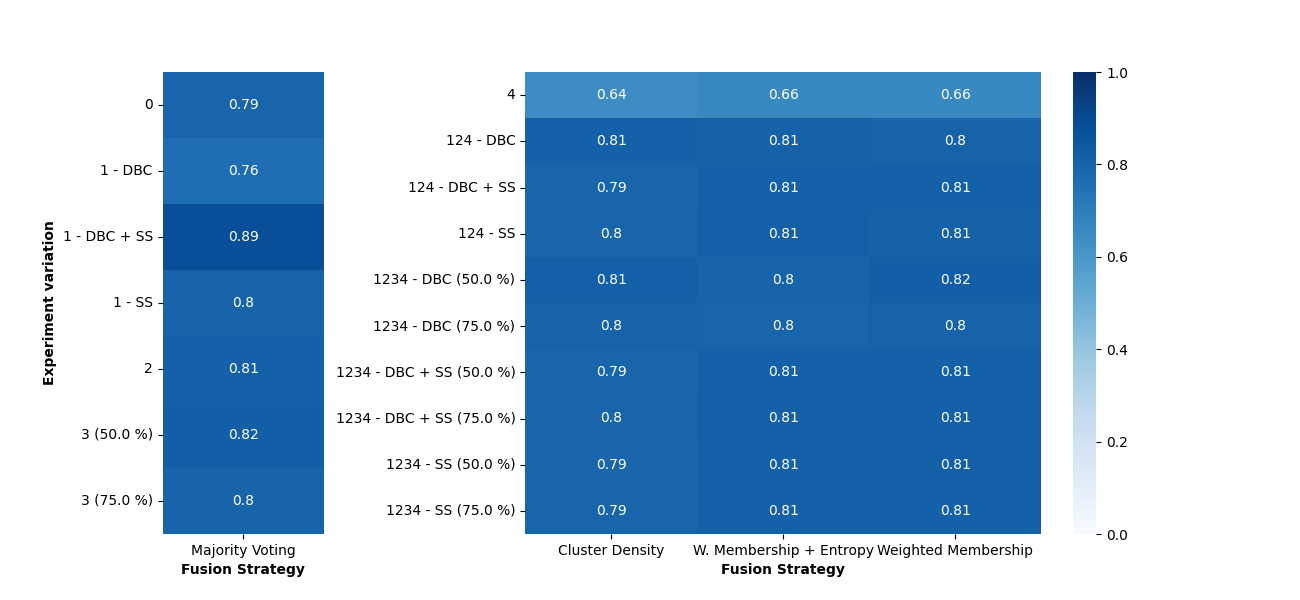 0 0.79
1 - DBC 0.76
1 - DBC + SS 0.89
1 - SS 0.8
2 0.81
3 (50.0 %) 0.82
3 (75.0 %) 0.8
Majority Voting
Fusion Strategy
Experiment variation
4 0.64 0.66 0.66
124 - DBC 0.81 0.81 0.8
124 - DBC + SS 0.79 0.81 0.81
124 - SS 0.8 0.81 0.81
1234 - DBC (50.0 %) 0.81 0.8 0.82
1234 - DBC (75.0 %) 0.8 0.8 0.8
1234 - DBC + SS (50.0 %) 0.79 0.81 0.81
1234 - DBC + SS (75.0 %) 0.8 0.81 0.81
1234 - SS (50.0 %) 0.79 0.81 0.81
1234 - SS (75.0 %) 0.79 0.81 0.81
Cluster Density W. Membership + Entropy Weighted Membership
Fusion Strategy
1.0
0.8
0.6
0.4
0.2
0.0